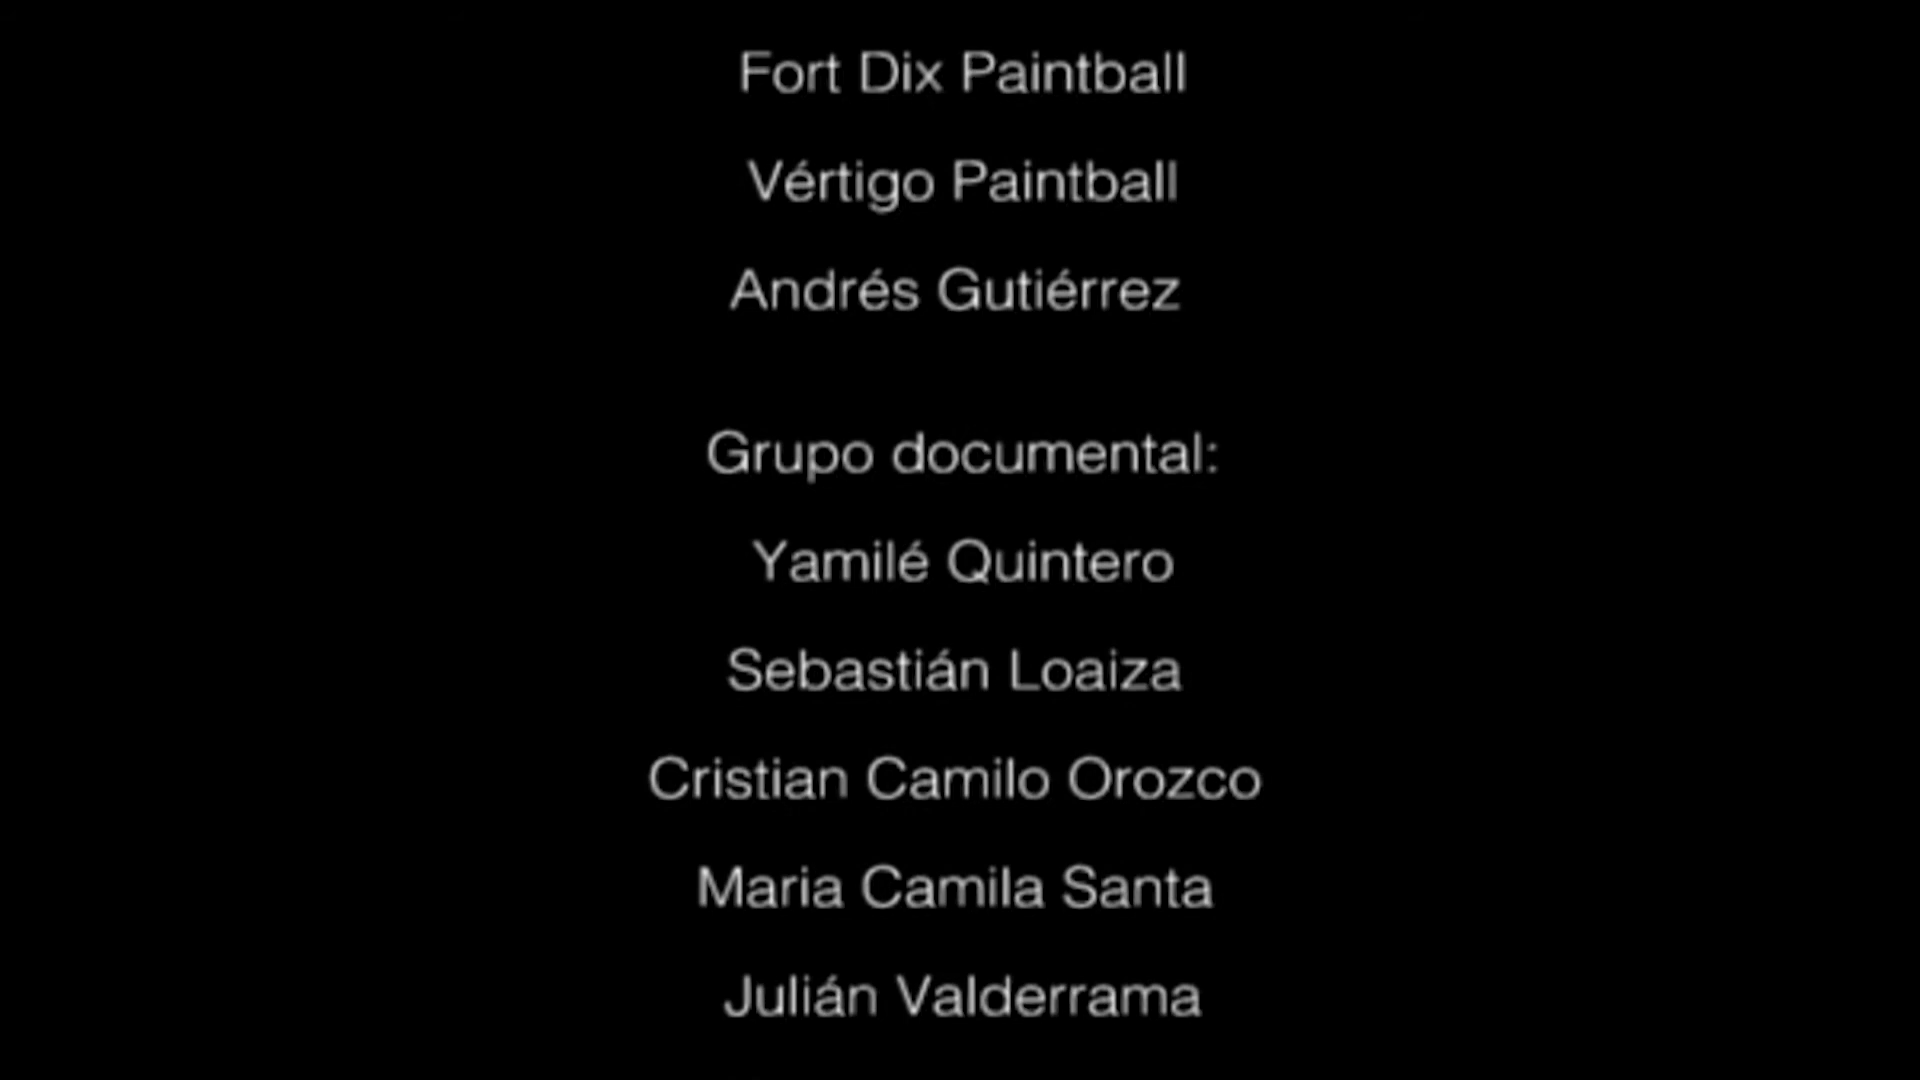 Fort Dix Paintball
Vértigo Paintball
Andrés Gutiérrez
Grupo documental:
Yamilé Quintero
Sebastián Loaiza
Cristian Camilo Orozco
Maria Camila Santa
Julián Valderrama